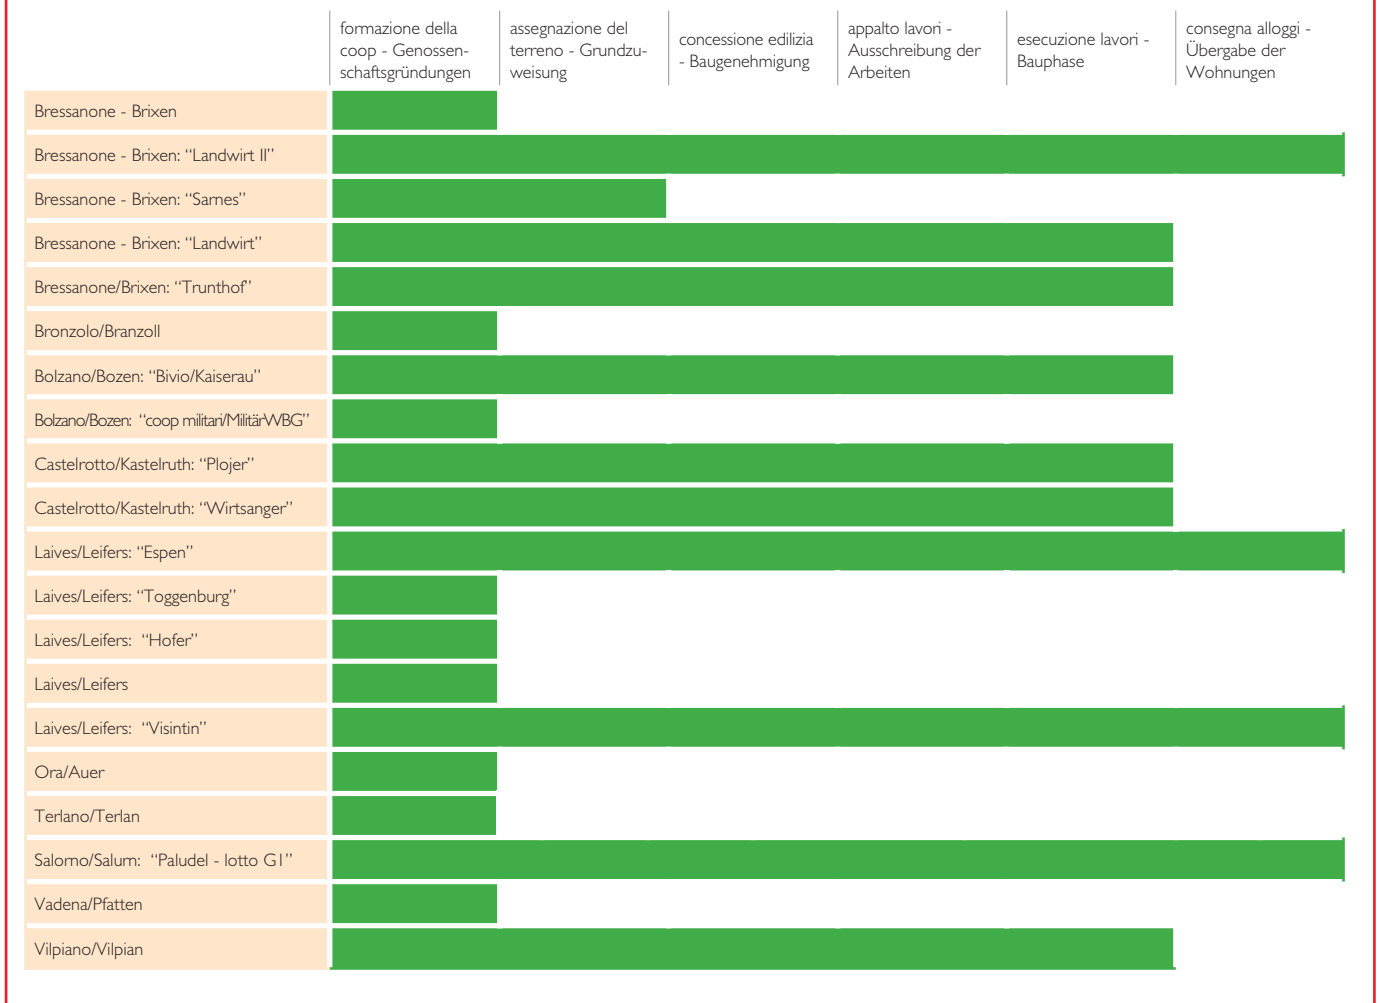 formazione della
coop - Genossen-
schaftsgründungen
assegnazione del
terreno - Grundzu-
weisung
concessione edilizia
- Baugenehmigung
appalto lavori -
Ausschreibung der
Arbeiten
esecuzione lavori -
Bauphase
consegna alloggi -
Übergabe der
Wohnungen
Bressanone - Brixen
Bressanone - Brixen: “Landwirt II”
Bressanone - Brixen: “Sarnes”
Bressanone - Brixen: “Landwirt”
Bressanone/Brixen: “Trunthof”
Bronzolo/Branzoll
Bolzano/Bozen: “Bivio/Kaiserau”
Bolzano/Bozen: “coop militari/MilitärWBG”
Castelrotto/Kastelruth: “Plojer”
Castelrotto/Kastelruth: “Wirtsanger”
Laives/Leifers: “Espen”
Laives/Leifers: “Toggenburg”
Laives/Leifers: “Hofer”
Laives/Leifers
Laives/Leifers: “Visintin”
Ora/Auer
Terlano/Terlan
Salorno/Salurn: “Paludel - lotto G1”
Vadena/Pfatten
Vilpiano/Vilpian